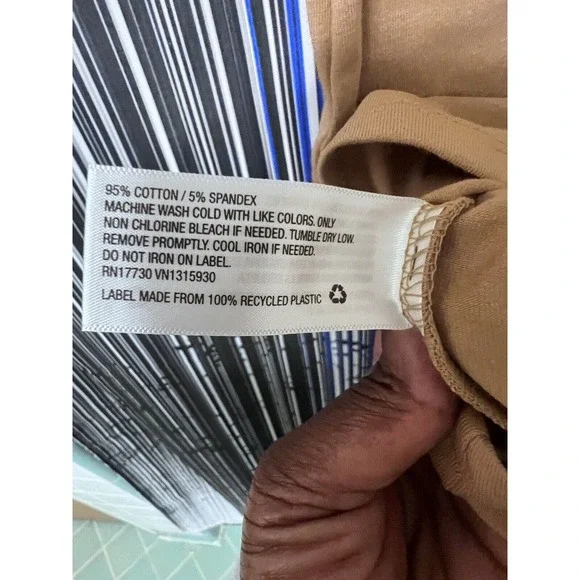 95% COTTON / 5% SPANDEX
MACHINE WASH COLD WITH LIKE COLORS. ONLY
NON CHLORINE BLEACH IF NEEDED. TUMBLE DRY LOW.
REMOVE PROMPTLY. COOL IRON IF NEEDED.
DO NOT IRON ON LABEL.
RN17730 VN1315930
LABEL MADE FROM 100% RECYCLED PLASTIC